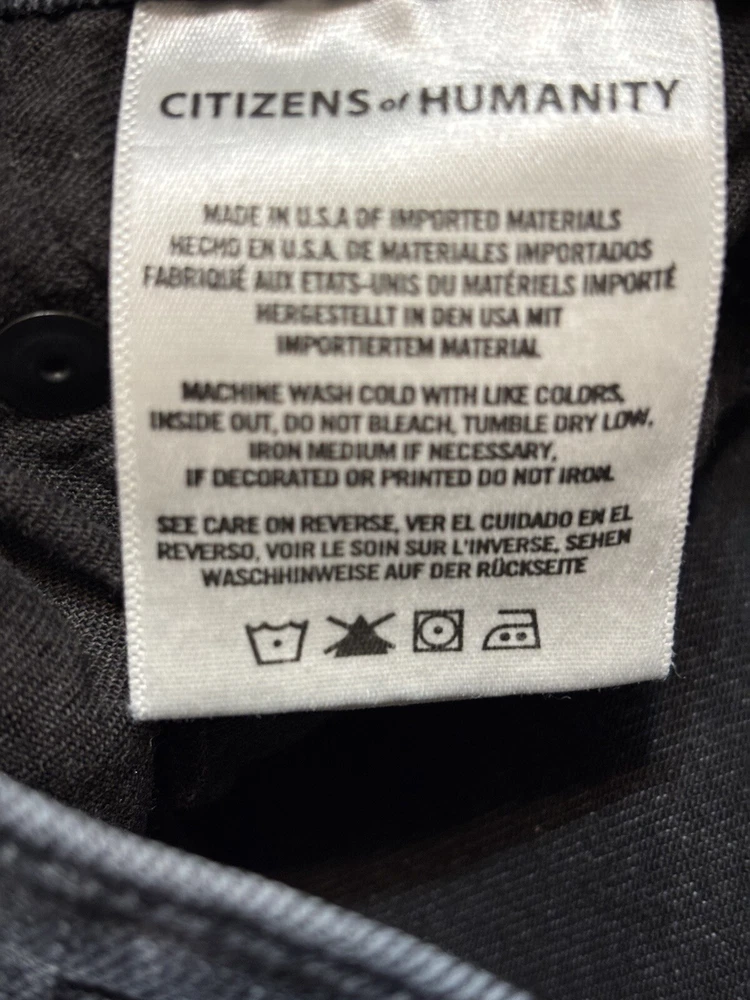 CITIZENS of HUMANITY
MADE IN U.S.A OF IMPORTED MATERIALS
HECHO EN U.S.A. DE MATERIALES IMPORTADOS
FABRIQUÉ AUX ETATS-UNIS DU MATÉRIELS IMPORTÉ
HERGESTELLT IN DEN USA MIT
IMPORTIERTEM MATERIAL
MACHINE WASH COLD WITH LIKE COLORS,
INSIDE OUT, DO NOT BLEACH, TUMBLE DRY LOW,
IRON MEDIUM IF NECESSARY,
IF DECORATED OR PRINTED DO NOT IRON.
SEE CARE ON REVERSE, VER EL CUIDADO EN EL
REVERSO, VOIR LE SOIN SUR L'INVERSE, SEHEN
WASCHHINWEISE AUF DER RÜCKSEITE